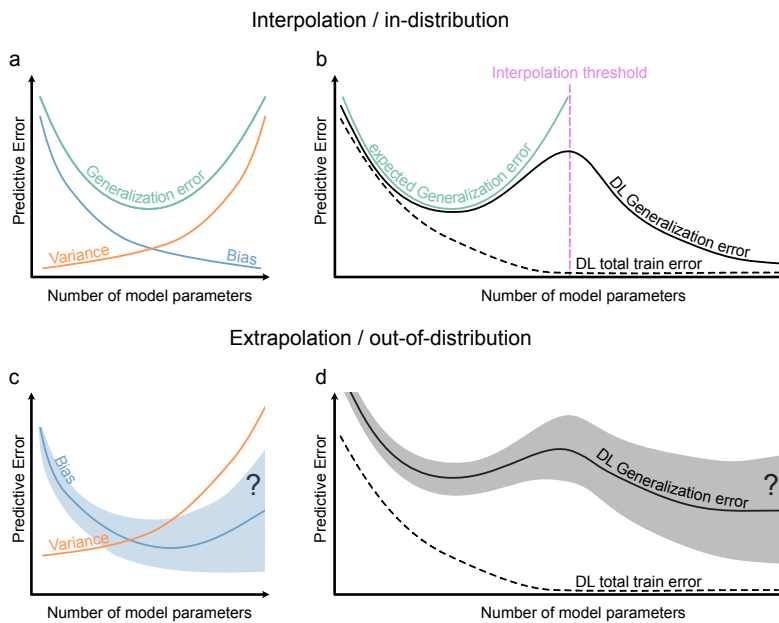 Interpolation / in-distribution
a
Predictive Error
Generalization error
Variance
Bias
Number of model parameters
b
Interpolation threshold
Predictive Error
expected Generalization error
DL Generalization error
DL total train error
Number of model parameters
Extrapolation / out-of-distribution
c
Predictive Error
Bias
?
Variance
Number of model parameters
d
Predictive Error
DL Generalization error
?
DL total train error
Number of model parameters